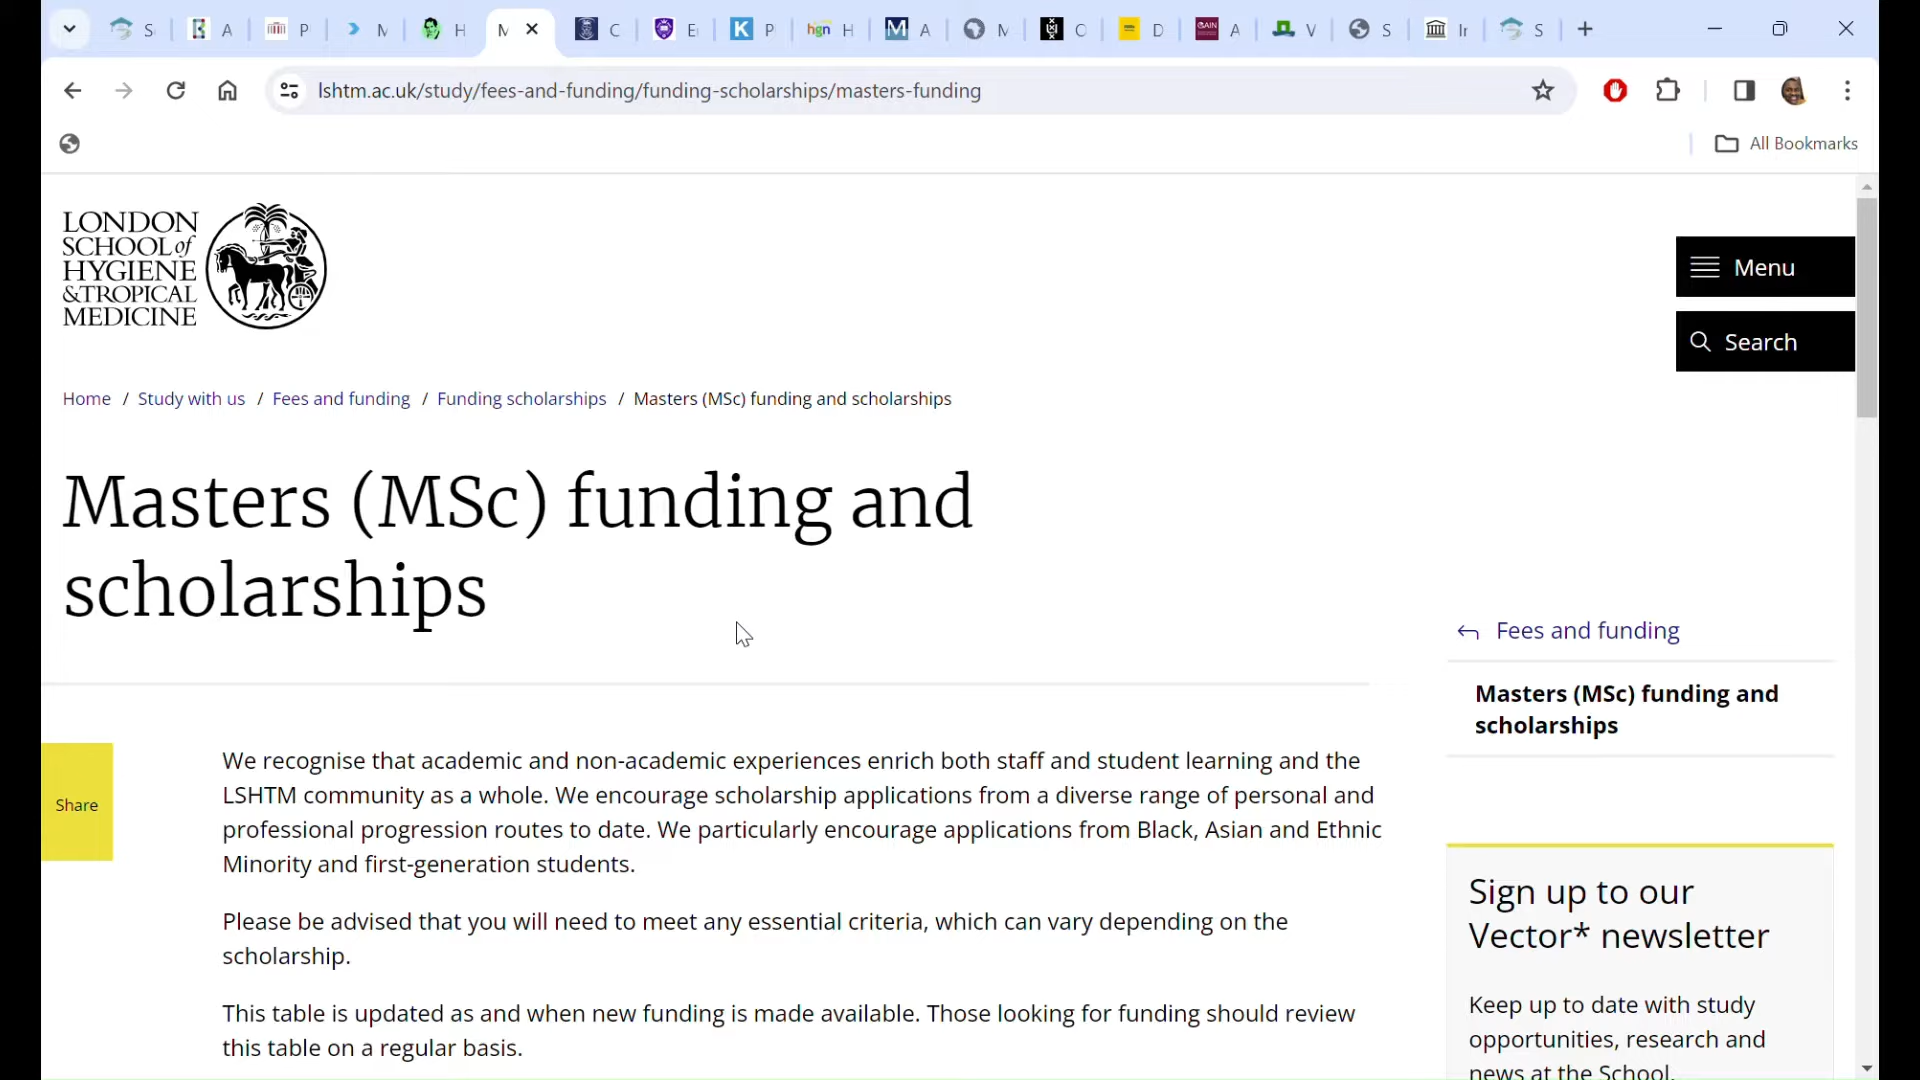 S A P M H M C E K P hgn H M A M C D GAIN A V S Ir S
lshtm.ac.uk/study/fees-and-funding/funding-scholarships/masters-funding
All Bookmarks
LONDON
SCHOOL of
HYGIENE
&TROPICAL
MEDICINE
Menu
Search
Home / Study with us / Fees and funding / Funding scholarships / Masters (MSc) funding and scholarships
Masters (MSc) funding and
scholarships
Fees and funding
Masters (MSc) funding and
scholarships
Share
We recognise that academic and non-academic experiences enrich both staff and student learning and the
LSHTM community as a whole. We encourage scholarship applications from a diverse range of personal and
professional progression routes to date. We particularly encourage applications from Black, Asian and Ethnic
Minority and first-generation students.
Please be advised that you will need to meet any essential criteria, which can vary depending on the
scholarship.
This table is updated as and when new funding is made available. Those looking for funding should review
this table on a regular basis.
Sign up to our
Vector* newsletter
Keep up to date with study
opportunities, research and
news at the School.